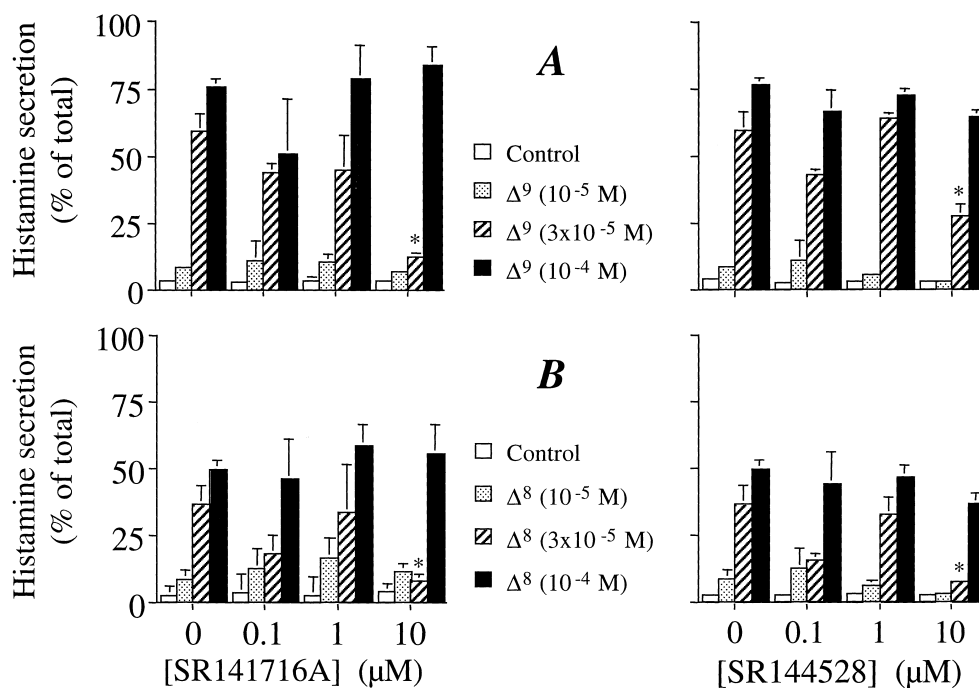 100
75
50
25
0
Histamine secretion
(% of total)
A
Control
Δ⁹ (10⁻⁵ M)
Δ⁹ (3x10⁻⁵ M)
Δ⁹ (10⁻⁴ M)
*
*
100
75
50
25
0
Histamine secretion
(% of total)
B
Control
Δ⁸ (10⁻⁵ M)
Δ⁸ (3x10⁻⁵ M)
Δ⁸ (10⁻⁴ M)
*
*
0 0.1 1 10
[SR141716A] (μM)
0 0.1 1 10
[SR144528] (μM)